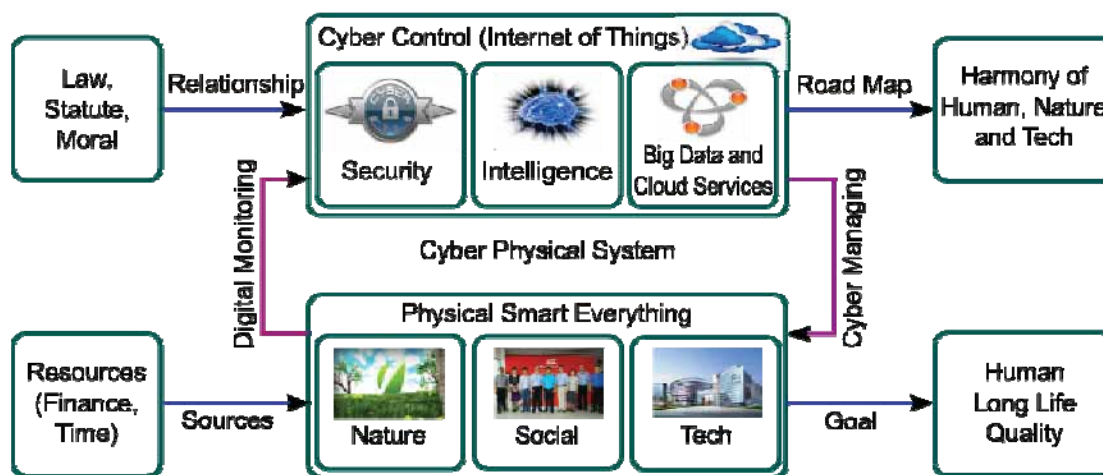 Cyber Control (Internet of Things)
Law,
Statute,
Moral
Relationship
Security
Intelligence
Big Data and
Cloud Services
Road Map
Harmony of
Human, Nature
and Tech
Digital Monitoring
Cyber Physical System
Cyber Managing
Physical Smart Everything
Resources
(Finance,
Time)
Sources
Nature
Social
Tech
Goal
Human
Long Life
Quality